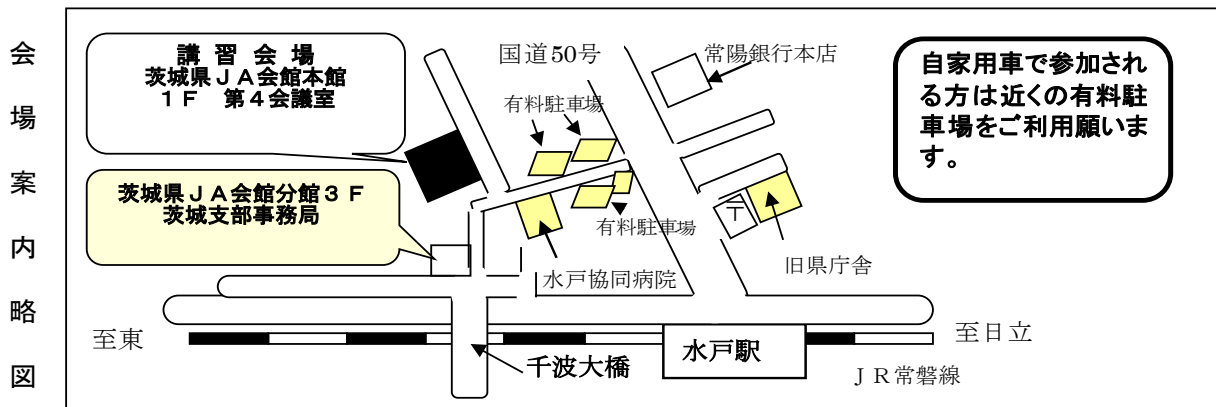 会場案内略図
講習会場
茨城県ＪＡ会館本館
１Ｆ　第４会議室
国道50号
常陽銀行本店
自家用車で参加され
る方は近くの有料駐
車場をご利用願いま
す。
有料駐車場
茨城県ＪＡ会館分館３Ｆ
茨城支部事務局
〒
有料駐車場
水戸協同病院
旧県庁舎
至東
千波大橋
水戸駅
至日立
ＪＲ常磐線